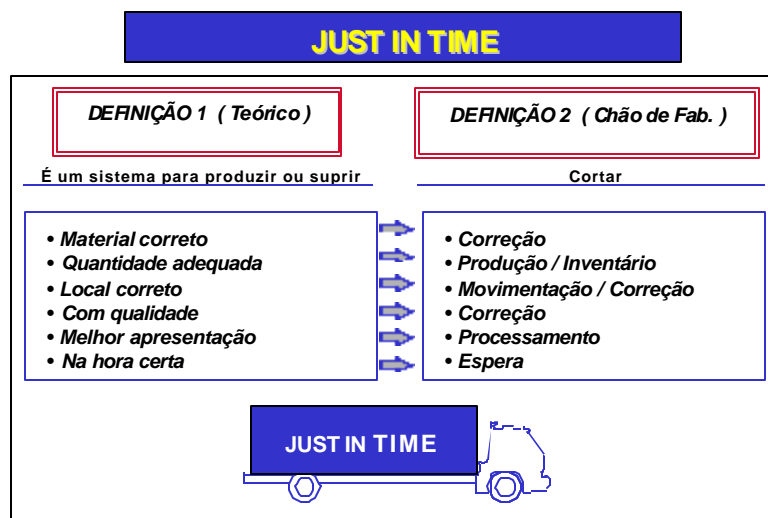 JUST IN TIME
DEFINIÇÃO 1 ( Teórico )
É um sistema para produzir ou suprir
• Material correto
• Quantidade adequada
• Local correto
• Com qualidade
• Melhor apresentação
• Na hora certa
DEFINIÇÃO 2 ( Chão de Fab. )
Cortar
• Correção
• Produção / Inventário
• Movimentação / Correção
• Correção
• Processamento
• Espera
JUST IN TIME